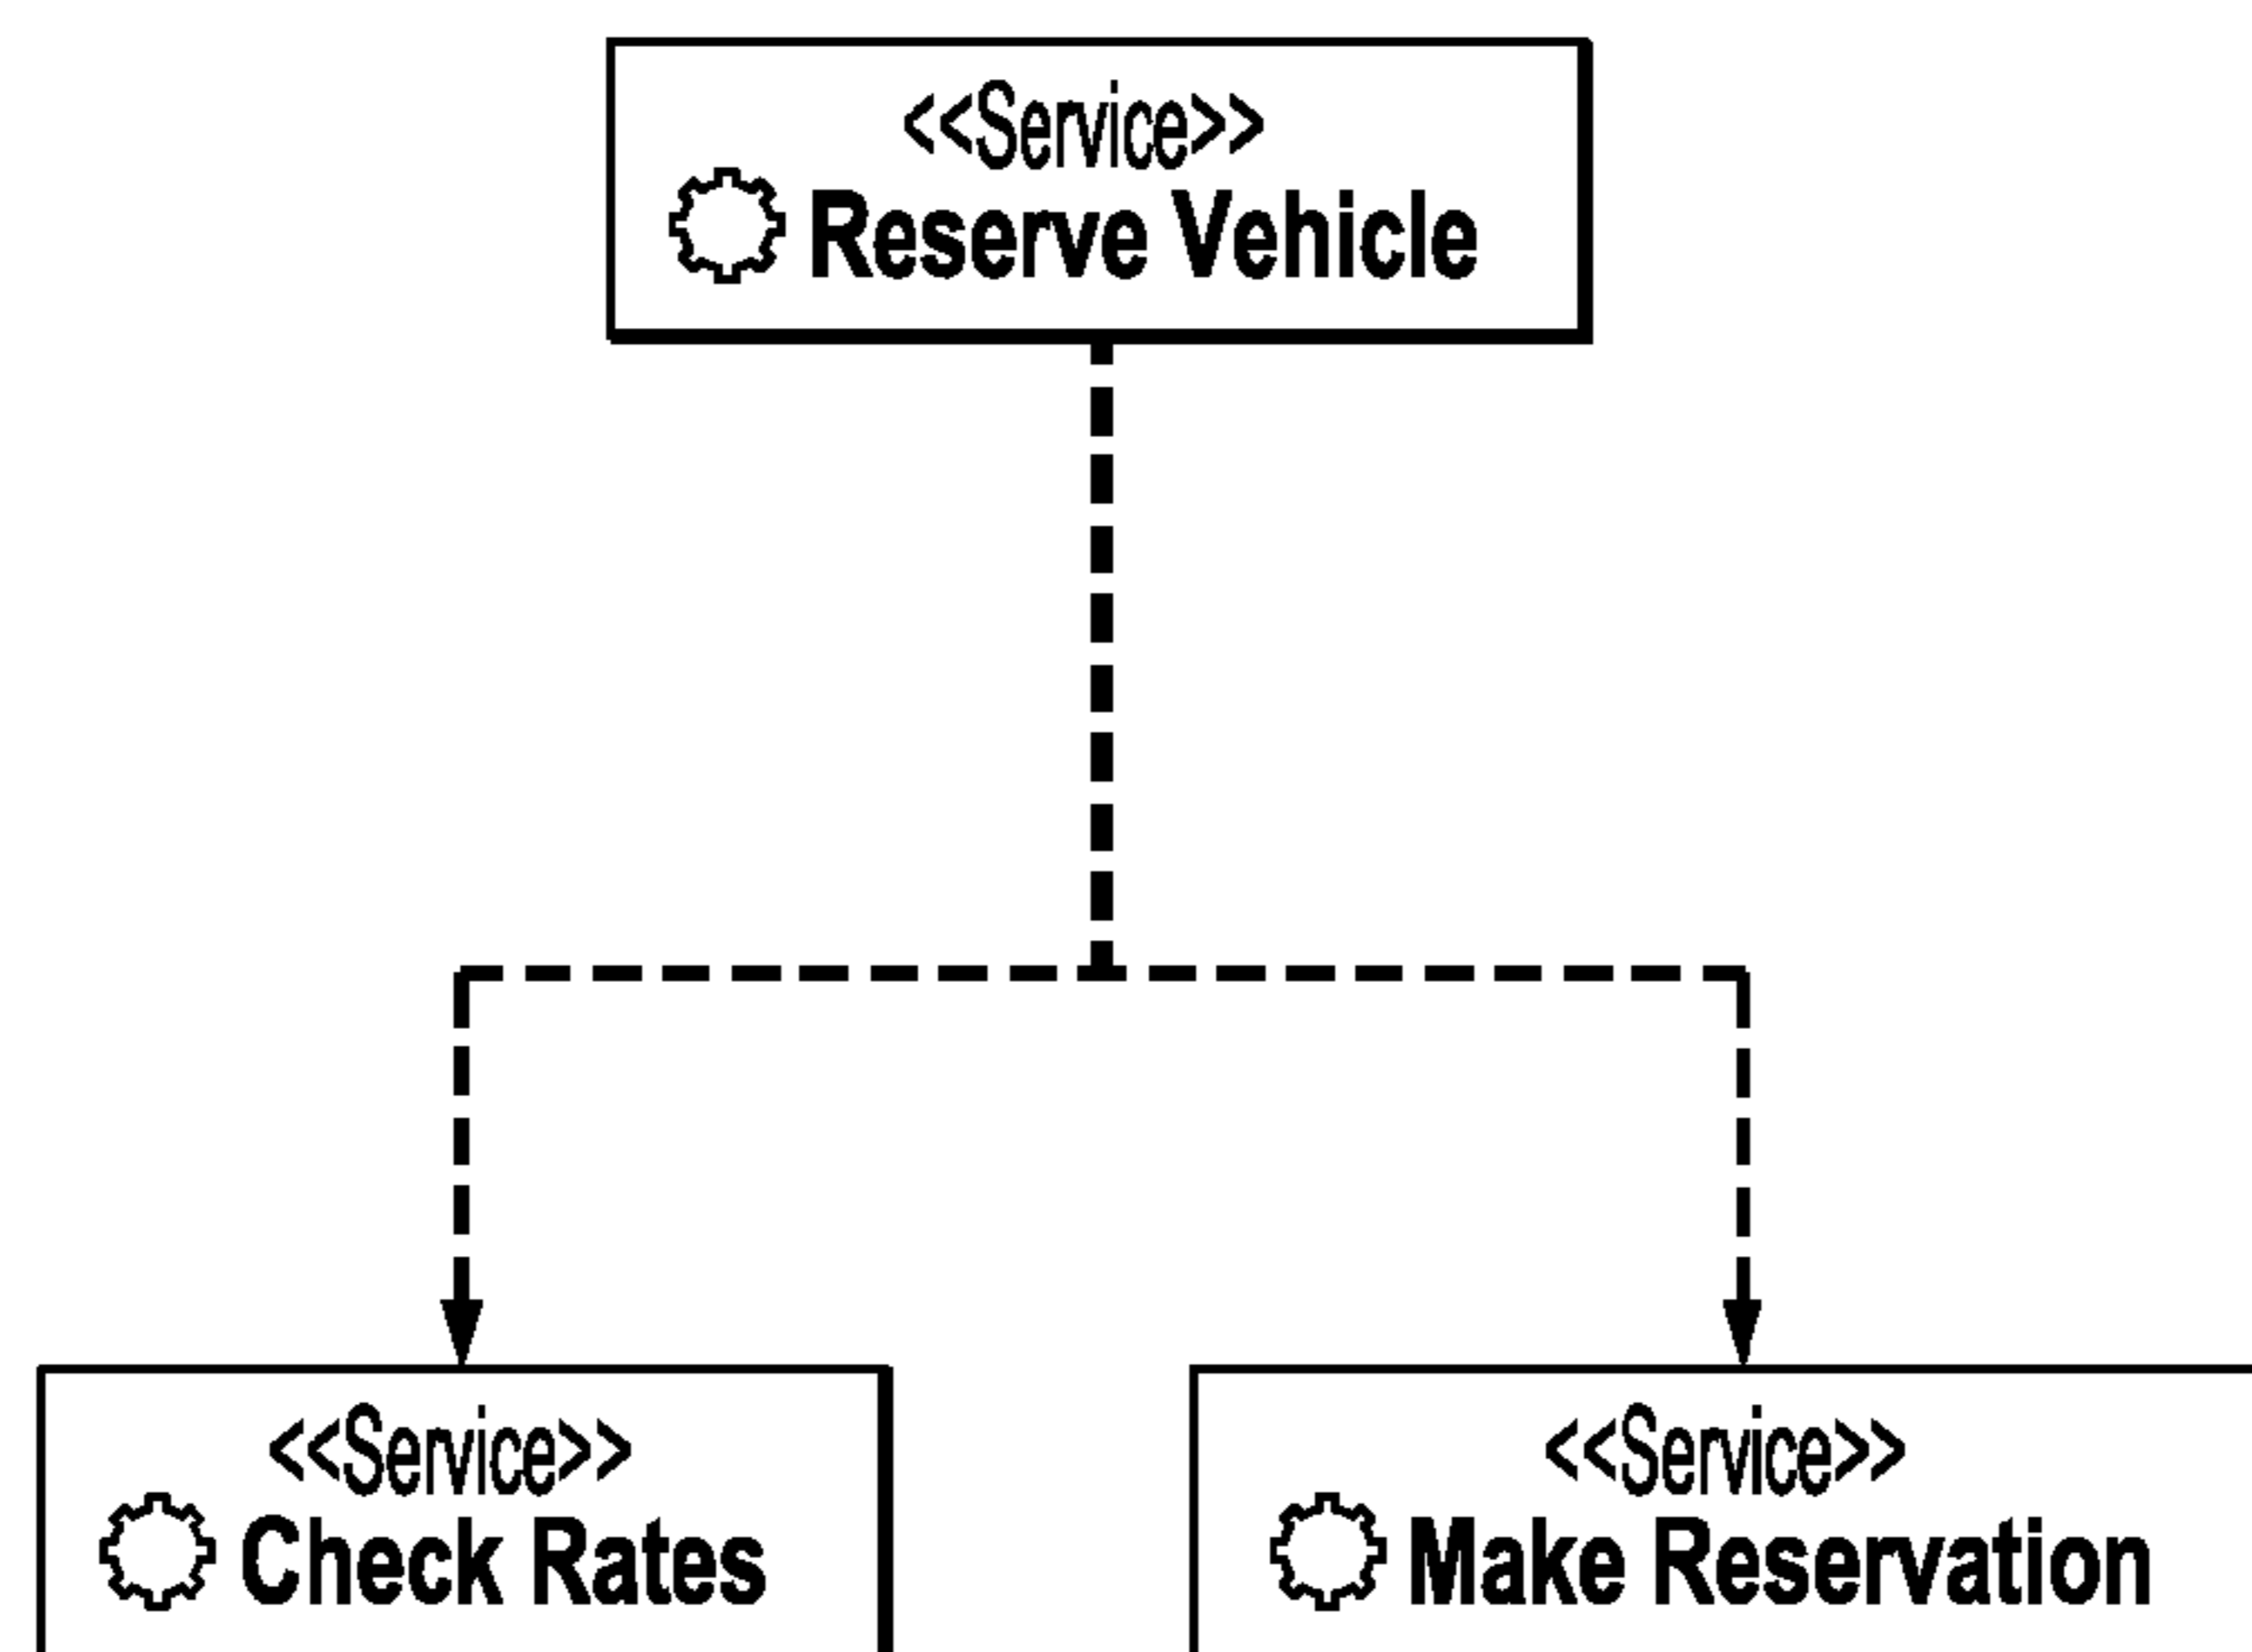 <<Service>>
Reserve Vehicle
<<Service>>
Check Rates
<<Service>>
Make Reservation